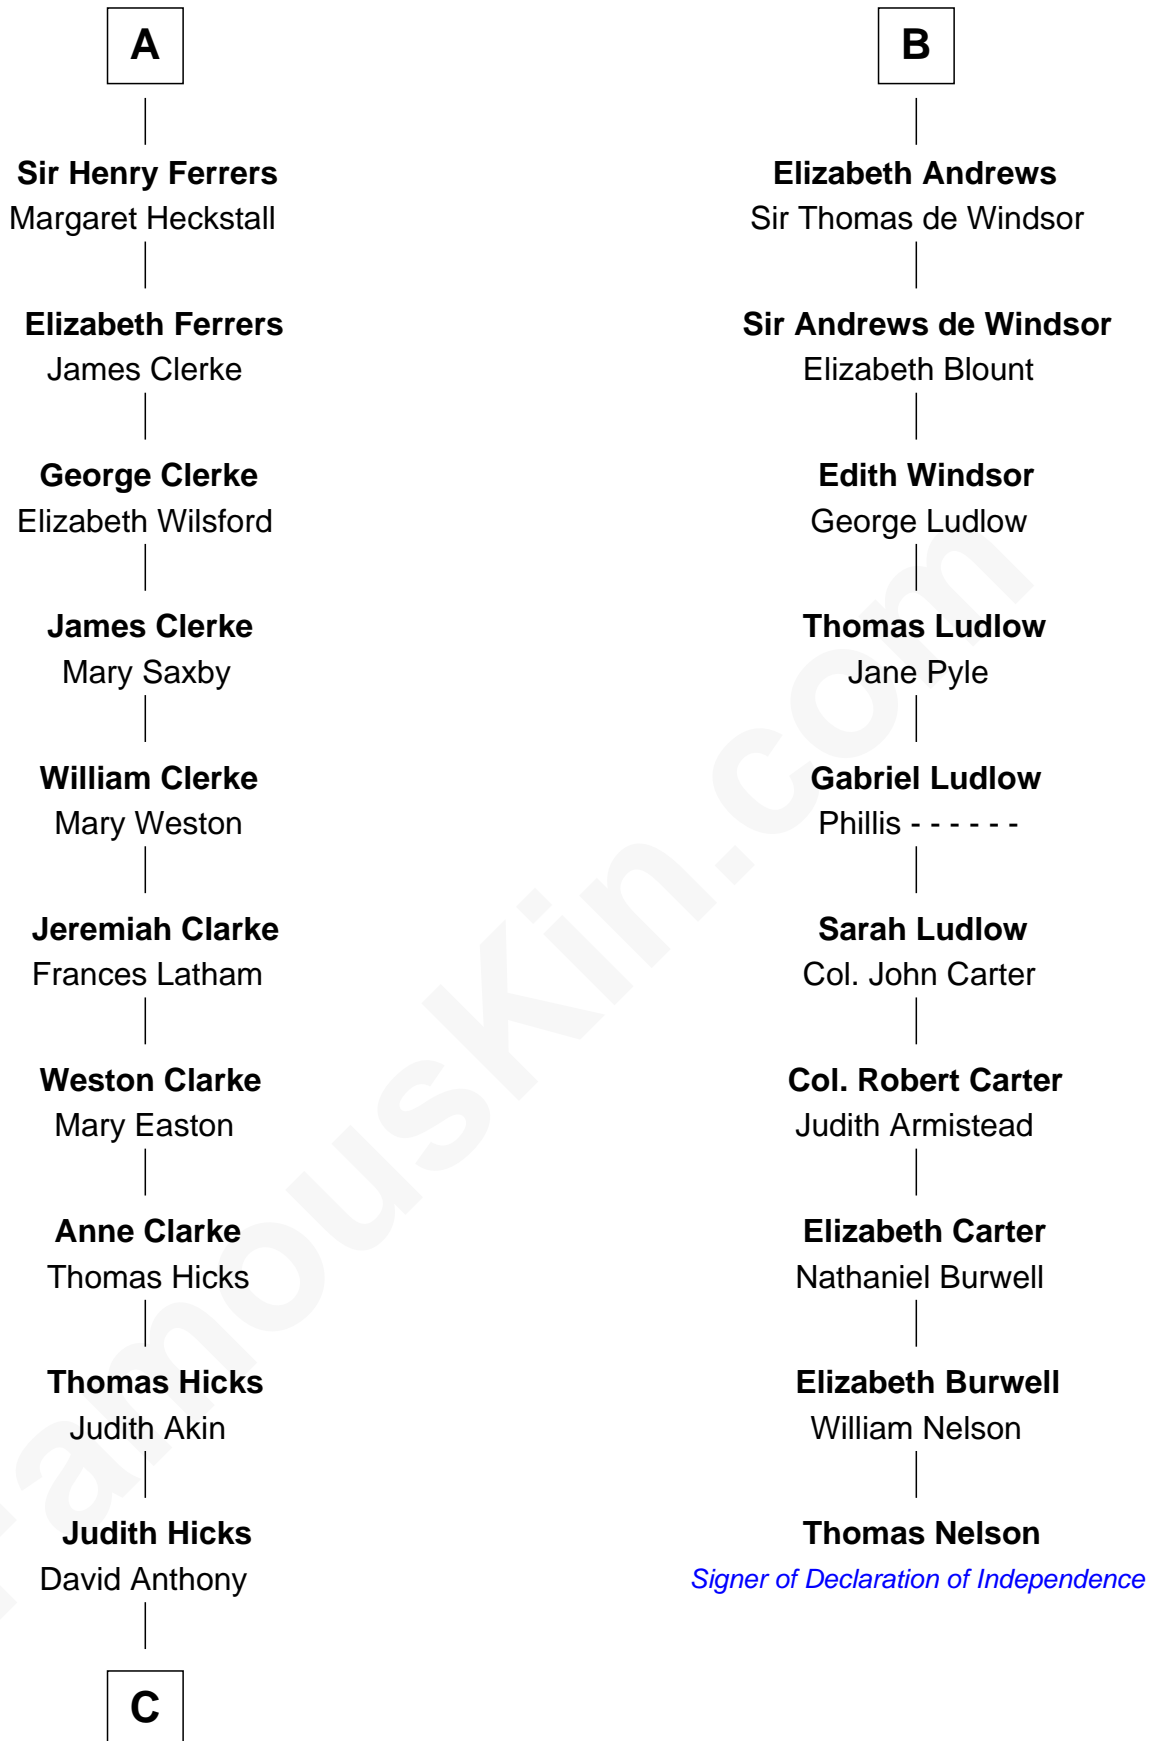 A
Sir Henry Ferrers
Margaret Heckstall
Elizabeth Ferrers
James Clerke
George Clerke
Elizabeth Wilsford
James Clerke
Mary Saxby
William Clerke
Mary Weston
Jeremiah Clarke
Frances Latham
Weston Clarke
Mary Easton
Anne Clarke
Thomas Hicks
Thomas Hicks
Judith Akin
Judith Hicks
David Anthony
C
B
Elizabeth Andrews
Sir Thomas de Windsor
Sir Andrews de Windsor
Elizabeth Blount
Edith Windsor
George Ludlow
Thomas Ludlow
Jane Pyle
Gabriel Ludlow
Phillis - - - - - -
Sarah Ludlow
Col. John Carter
Col. Robert Carter
Judith Armistead
Elizabeth Carter
Nathaniel Burwell
Elizabeth Burwell
William Nelson
Thomas Nelson
Signer of Declaration of Independence
FamousKin.com